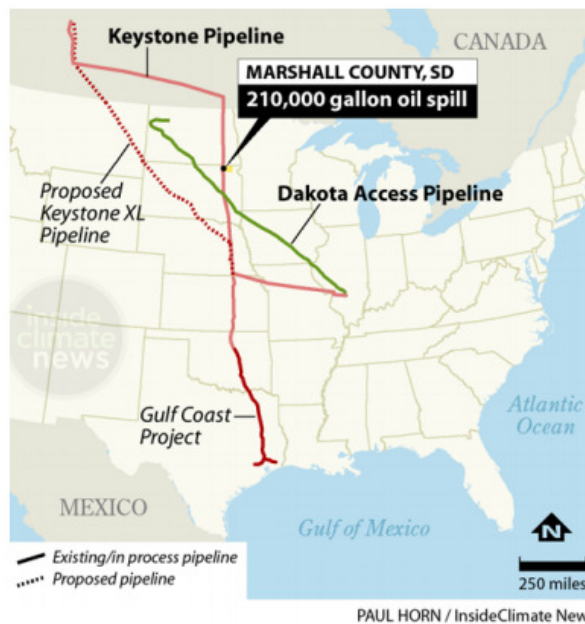 Keystone Pipeline
CANADA
MARSHALL COUNTY, SD
210,000 gallon oil spill
Proposed
Keystone XL
Pipeline
Dakota Access Pipeline
inside
climate
news
Gulf Coast
Project
Atlantic
Ocean
MEXICO
Gulf of Mexico
N
Existing/in process pipeline
Proposed pipeline
250 miles
PAUL HORN / InsideClimate New